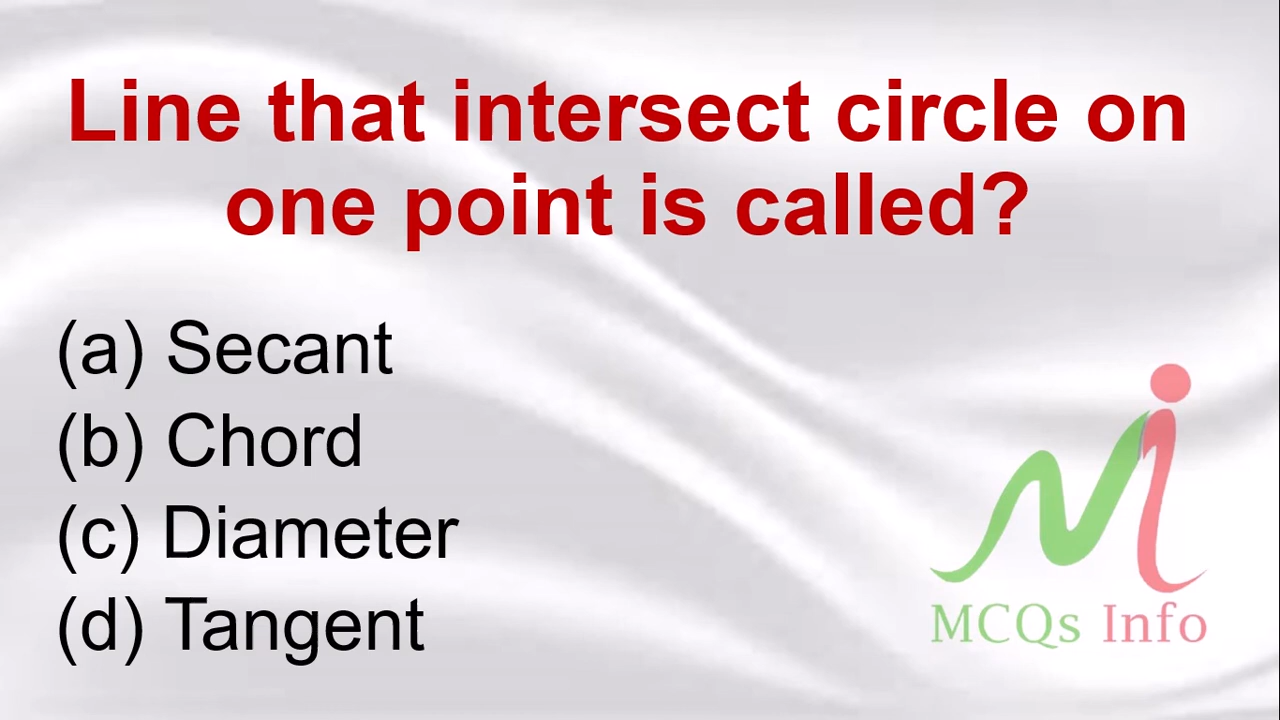 Line that intersect circle on
one point is called?
(a) Secant
(b) Chord
(c) Diameter
(d) Tangent
MCQs Info